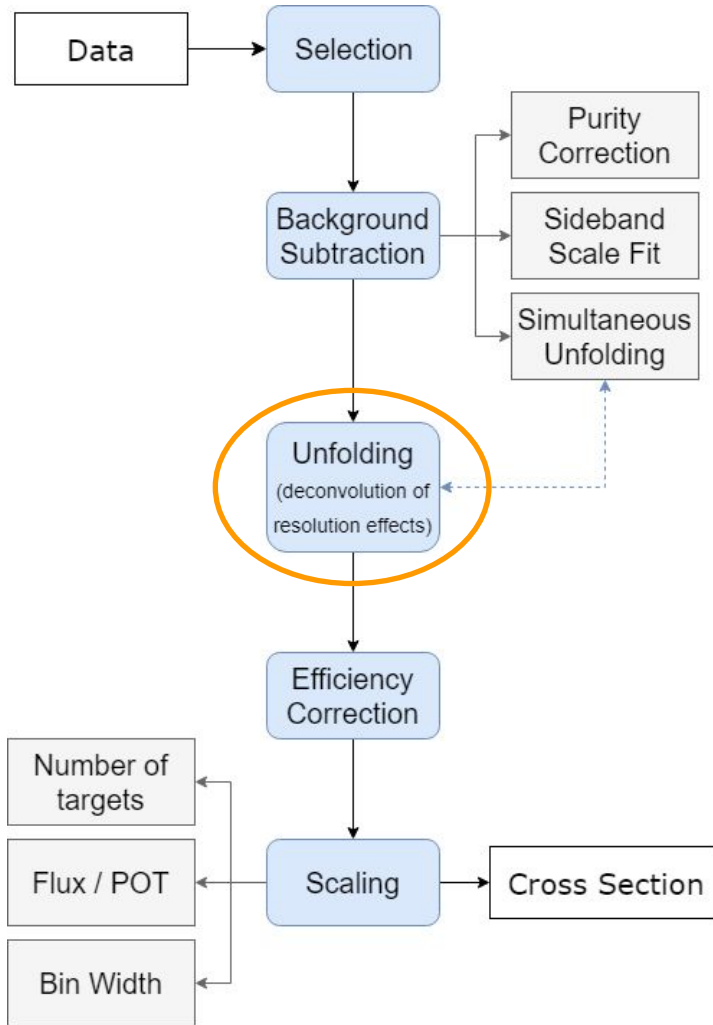 Data
Selection
Purity
Correction
Background
Subtraction
Sideband
Scale Fit
Simultaneous
Unfolding
Unfolding
(deconvolution of
resolution effects)
Efficiency
Correction
Number of
targets
Flux / POT
Scaling
Cross Section
Bin Width